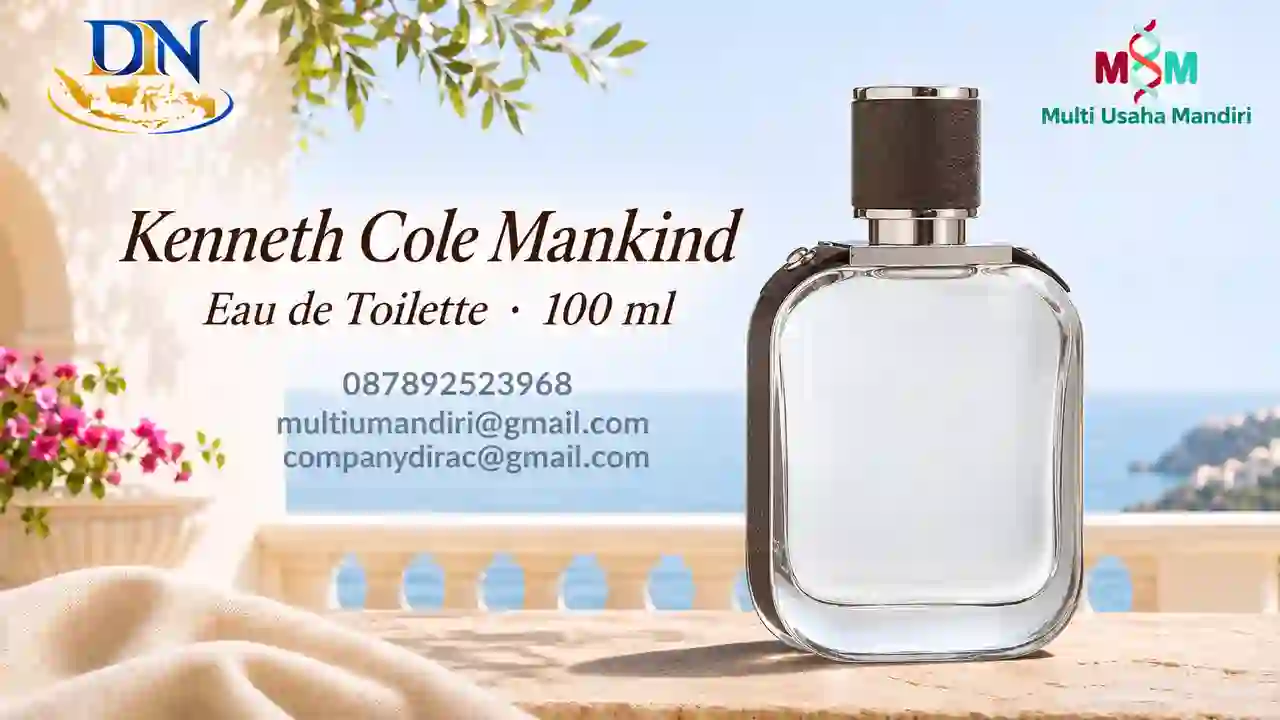 DN
MSM
Multi Usaha Mandiri
Kenneth Cole Mankind
Eau de Toilette · 100 ml
087892523968
multiumandiri@gmail.com
companydirac@gmail.com